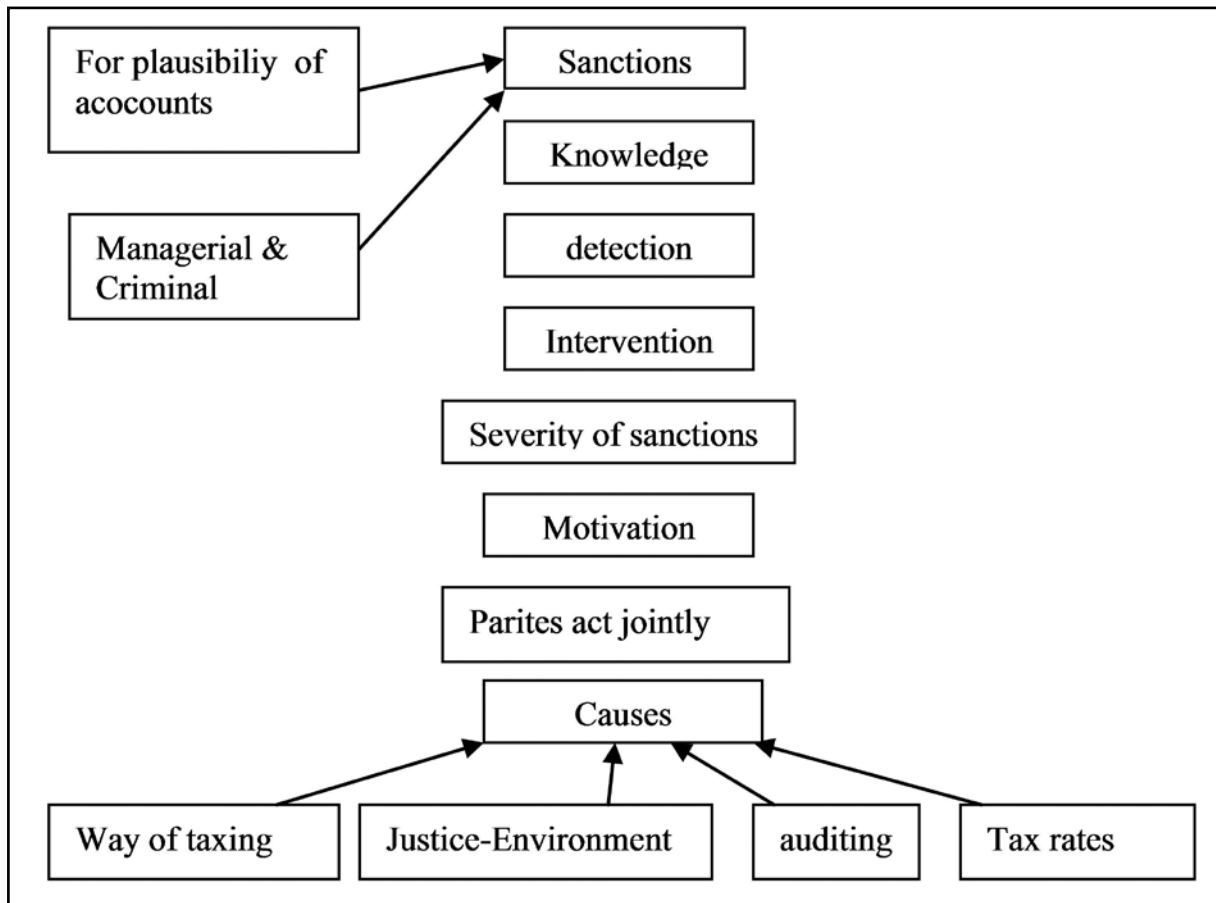 For plausibiliy of
acocounts
Sanctions
Knowledge
Managerial &
Criminal
detection
Intervention
Severity of sanctions
Motivation
Parites act jointly
Causes
Way of taxing
Justice-Environment
auditing
Tax rates